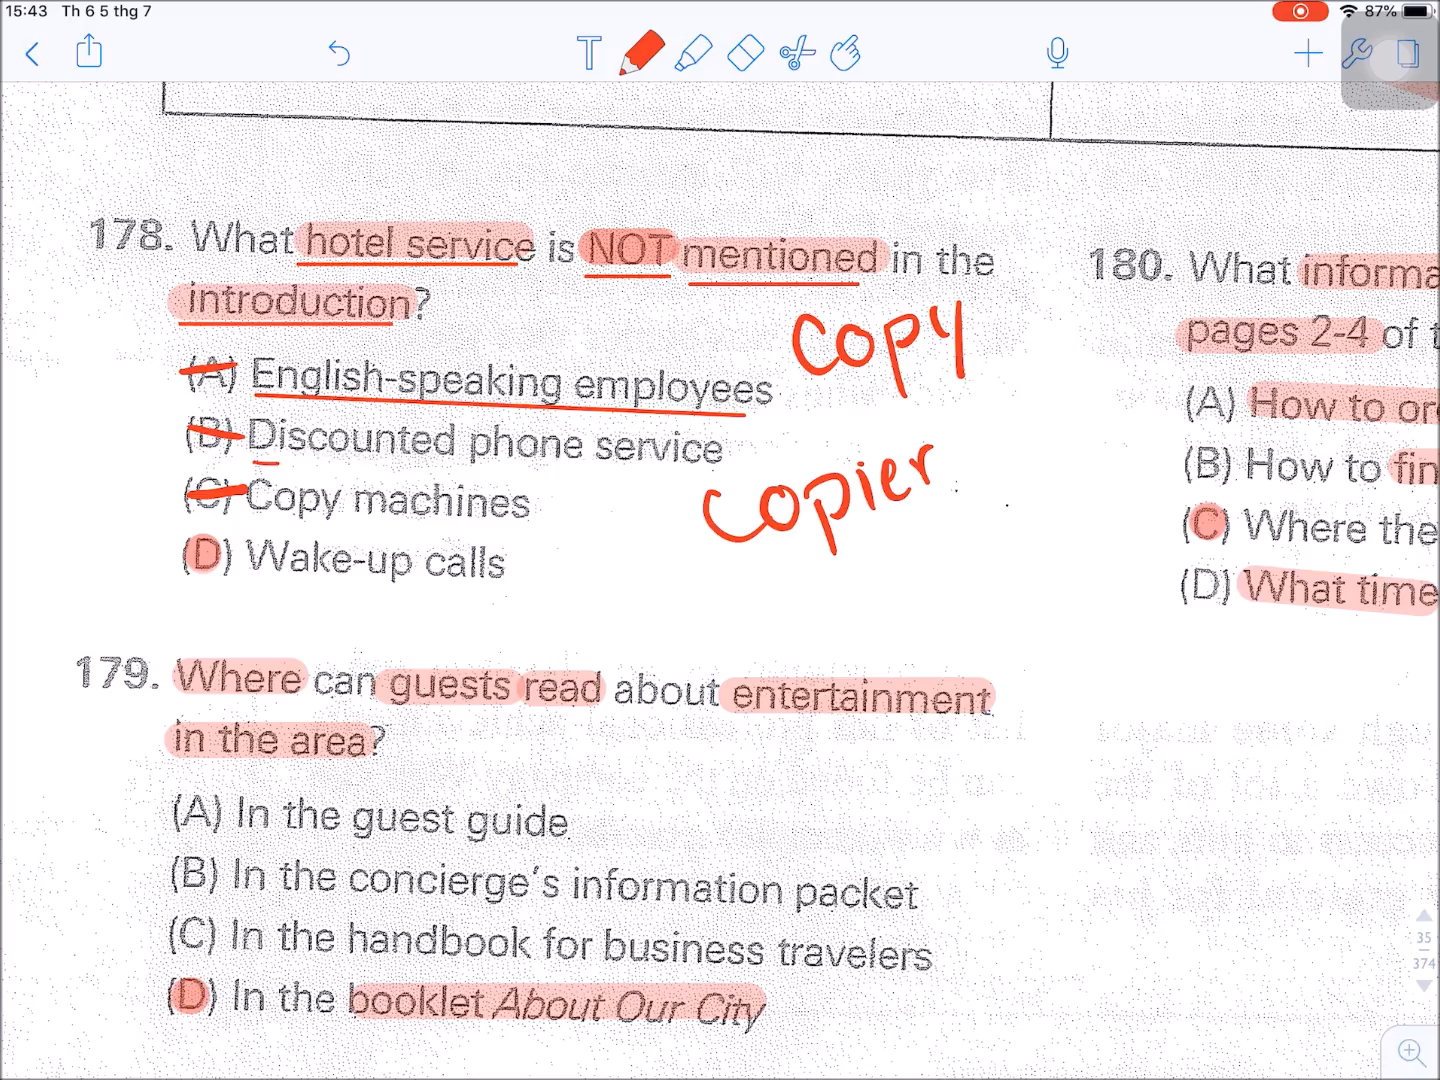 15:43 Th 6 5 thg 7
87%
T
178. What hotel service is NOT mentioned in the
introduction?
(A) English-speaking employees
(B) Discounted phone service
(C) Copy machines
(D) Wake-up calls
copy
copier
179. Where can guests read about entertainment
in the area?
(A) In the guest guide
(B) In the concierge's information packet
(C) In the handbook for business travelers
(D) In the booklet About Our City
180. What informa
pages 2-4 of t
(A) How to or
(B) How to fin
(C) Where the
(D) What time
35
374